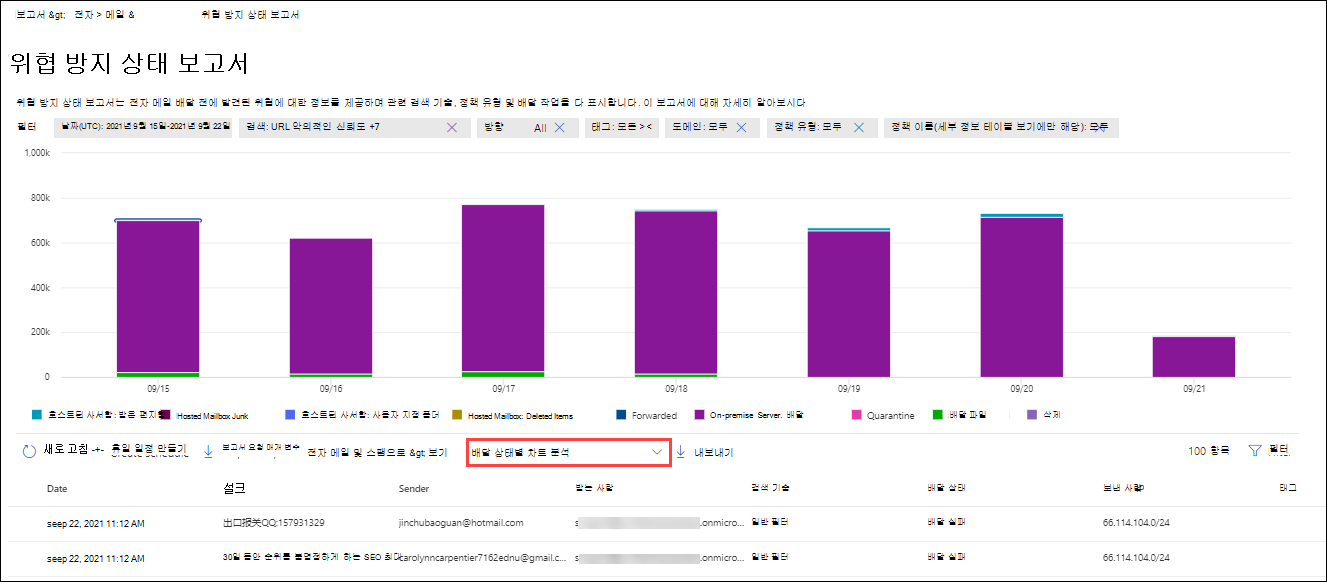 보고서 &gt; 전자 > 메일 & 위협 방지 상태 보고서
위협 방지 상태 보고서
위협 방지 상태 보고서는 전자 메일 배달 전에 발견된 위협에 대한 정보를 제공하며 관련 검색 기술, 정책 유형 및 배달 작업을 다 표시합니다. 이 보고서에 대해 자세히 알아보시다
필터 날짜(UTC): 2021년 9월 15일-2021년 9월 22일 검색: URL 악의적인 신뢰도 +7 방향 All 태그: 모든 > < 도메인: 모두 정책 유형: 모두 정책 이름(세부 정보 테이블 보기에만 해당): 모두
1,000k
800k
600k
400k
200k
0
09/15 09/16 09/17 09/18 09/19 09/20 09/21
호스트된 사서함: 받은 편지함 Hosted Mailbox Junk 호스트된 사서함: 사용자 지정 폴더 Hosted Mailbox: Deleted Items Forwarded On-premise Server. 배달 Quarantine 배달 파일 삭제
새로 고침 휴일 일정 만들기 보고서 요청 매개 변수 전자 메일 및 스팸으로 &gt 보기 배달 상태별 차트 분석 내보내기 100 항목 필터
Date 설크 Sender 받는 사람 검색 기술 배달 상태 보낸 사람 태그
seep 22, 2021 11:12 AM 出口报关QQ:157931329 jinchubaoguan@hotmail.com s .onmicro... 일반 필터 배달 실패 66.114.104.0/24
seep 22, 2021 11:12 AM 30일 동안 순위를 불명정하게 하는 SEO 최대 carolynncarpentier7162ednu@gmail.c... s .onmicro... 일반 필터 배달 실패 66.114.104.0/24